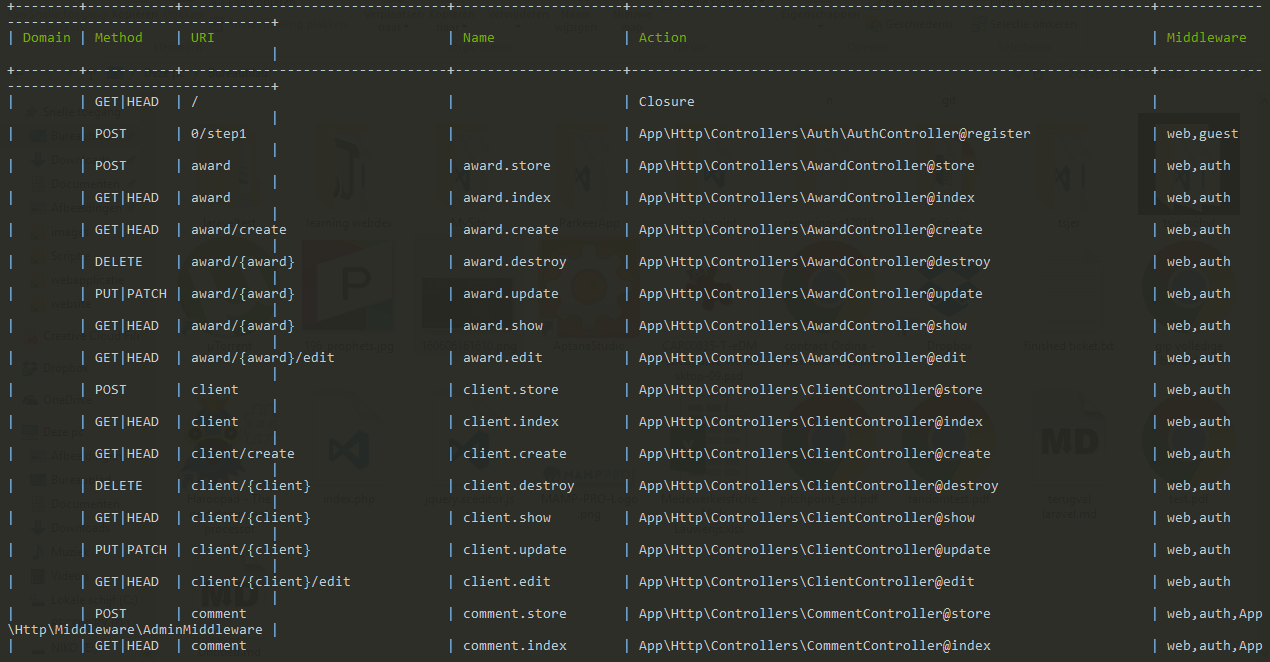 +--------+-----------+----------------------------------+---------------------+------------------------------------------------------------------+-------------
---------------------------------+
| Domain | Method | URI | Name | Action | Middleware
|
+--------+-----------+----------------------------------+---------------------+------------------------------------------------------------------+-------------
---------------------------------+
| | GET|HEAD | / | | Closure |
|
| | POST | 0/step1 | | App\Http\Controllers\Auth\AuthController@register | web,guest
|
| | POST | award | award.store | App\Http\Controllers\AwardController@store | web,auth
|
| | GET|HEAD | award | award.index | App\Http\Controllers\AwardController@index | web,auth
|
| | GET|HEAD | award/create | award.create | App\Http\Controllers\AwardController@create | web,auth
|
| | DELETE | award/{award} | award.destroy | App\Http\Controllers\AwardController@destroy | web,auth
|
| | PUT|PATCH | award/{award} | award.update | App\Http\Controllers\AwardController@update | web,auth
|
| | GET|HEAD | award/{award} | award.show | App\Http\Controllers\AwardController@show | web,auth
|
| | GET|HEAD | award/{award}/edit | award.edit | App\Http\Controllers\AwardController@edit | web,auth
|
| | POST | client | client.store | App\Http\Controllers\ClientController@store | web,auth
|
| | GET|HEAD | client | client.index | App\Http\Controllers\ClientController@index | web,auth
|
| | GET|HEAD | client/create | client.create | App\Http\Controllers\ClientController@create | web,auth
|
| | DELETE | client/{client} | client.destroy | App\Http\Controllers\ClientController@destroy | web,auth
|
| | GET|HEAD | client/{client} | client.show | App\Http\Controllers\ClientController@show | web,auth
|
| | PUT|PATCH | client/{client} | client.update | App\Http\Controllers\ClientController@update | web,auth
|
| | GET|HEAD | client/{client}/edit | client.edit | App\Http\Controllers\ClientController@edit | web,auth
|
| | POST | comment | comment.store | App\Http\Controllers\CommentController@store | web,auth,App
\Http\Middleware\AdminMiddleware |
| | GET|HEAD | comment | comment.index | App\Http\Controllers\CommentController@index | web,auth,App